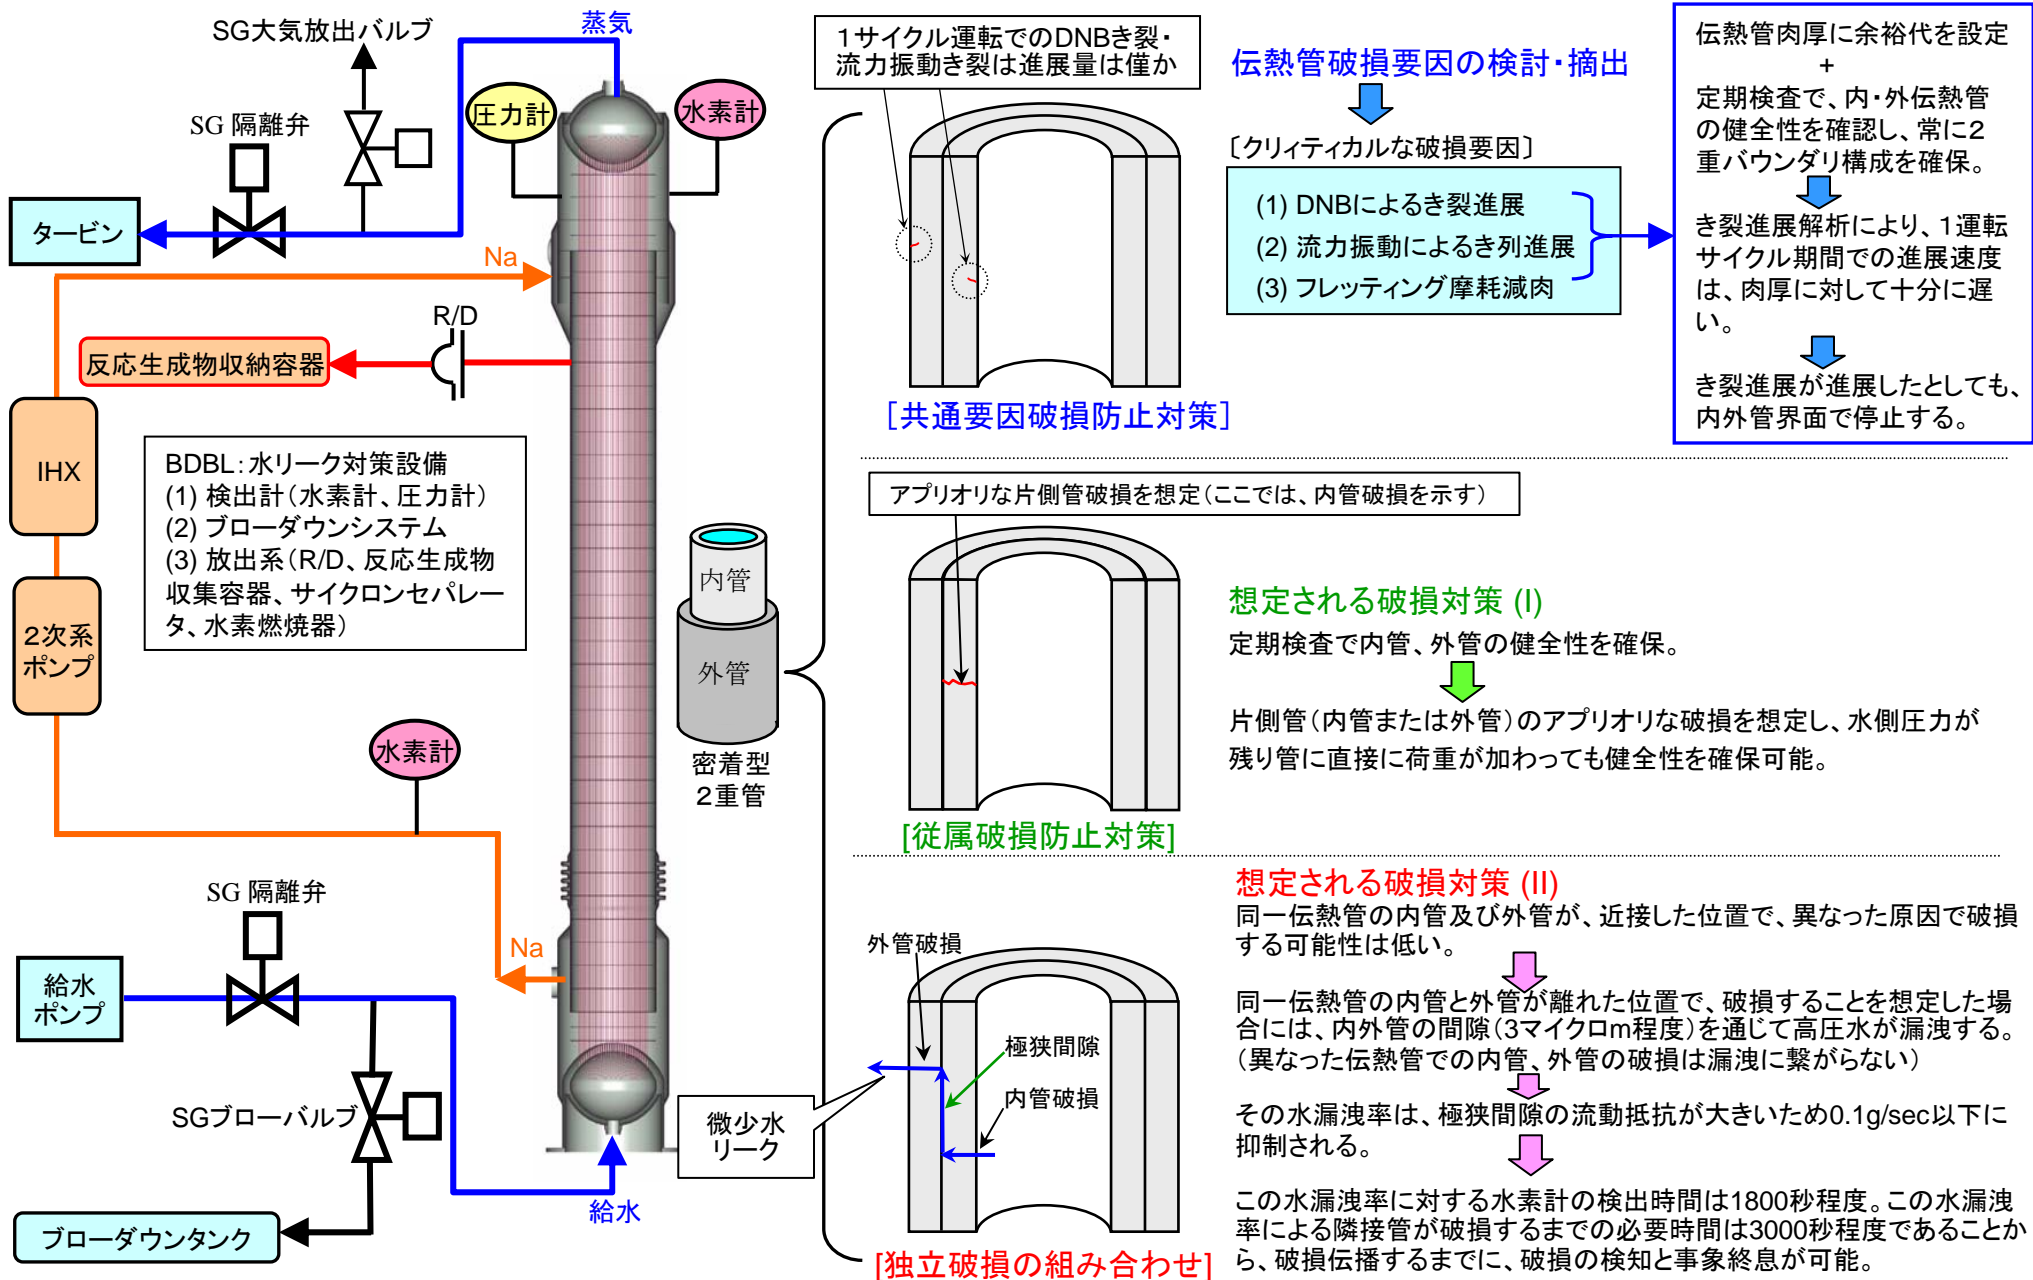 SG大気放出バルブ
蒸気
SG 隔離弁
圧力計
水素計
タービン
Na
R/D
反応生成物収納容器
IHX
BDBL:水リーク対策設備
(1) 検出計(水素計、圧力計)
(2) ブローダウンシステム
(3) 放出系(R/D、反応生成物
収集容器、サイクロンセパレー
タ、水素燃焼器)
2次系
ポンプ
水素計
SG 隔離弁
Na
給水
ポンプ
SGブローバルブ
給水
ブローダウンタンク
内管
外管
密着型
2重管
1サイクル運転でのDNBき裂・
流力振動き裂は進展量は僅か
[共通要因破損防止対策]
伝熱管破損要因の検討・摘出
〔クリィティカルな破損要因〕
(1) DNBによるき裂進展
(2) 流力振動によるき列進展
(3) フレッティング摩耗減肉
伝熱管肉厚に余裕代を設定
+
定期検査で、内・外伝熱管
の健全性を確認し、常に2
重バウンダリ構成を確保。
き裂進展解析により、1運転
サイクル期間での進展速度
は、肉厚に対して十分に遅
い。
き裂進展が進展したとしても、
内外管界面で停止する。
アプリオリな片側管破損を想定(ここでは、内管破損を示す)
[従属破損防止対策]
想定される破損対策 (I)
定期検査で内管、外管の健全性を確保。
片側管(内管または外管)のアプリオリな破損を想定し、水側圧力が
残り管に直接に荷重が加わっても健全性を確保可能。
外管破損
極狭間隙
内管破損
微少水
リーク
[独立破損の組み合わせ]
想定される破損対策 (II)
同一伝熱管の内管及び外管が、近接した位置で、異なった原因で破損
する可能性は低い。
同一伝熱管の内管と外管が離れた位置で、破損することを想定した場
合には、内外管の間隙(3マイクロm程度)を通じて高圧水が漏洩する。
(異なった伝熱管での内管、外管の破損は漏洩に繋がらない)
その水漏洩率は、極狭間隙の流動抵抗が大きいため0.1g/sec以下に
抑制される。
この水漏洩率に対する水素計の検出時間は1800秒程度。この水漏洩
率による隣接管が破損するまでの必要時間は3000秒程度であることか
ら、破損伝播するまでに、破損の検知と事象終息が可能。